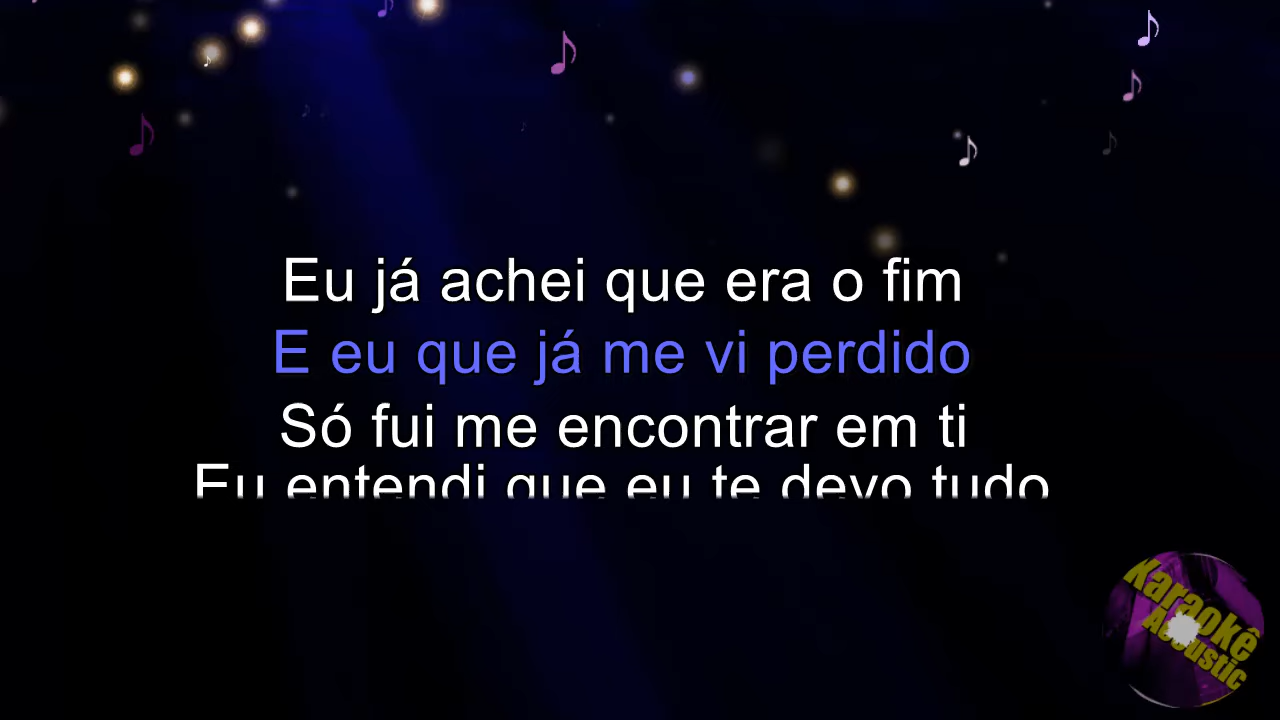 Eu já achei que era o fim
E eu que já me vi perdido
Só fui me encontrar em ti
Eu entendi que eu te devo tudo
Karaokê
Acoustic